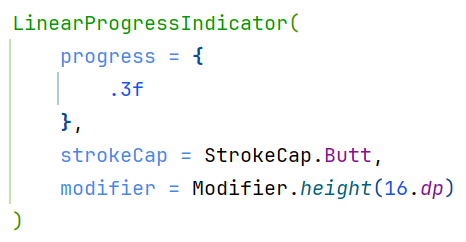 LinearProgressIndicator(
    progress = {
        .3f
    },
    strokeCap = StrokeCap.Butt,
    modifier = Modifier.height(16.dp)
)